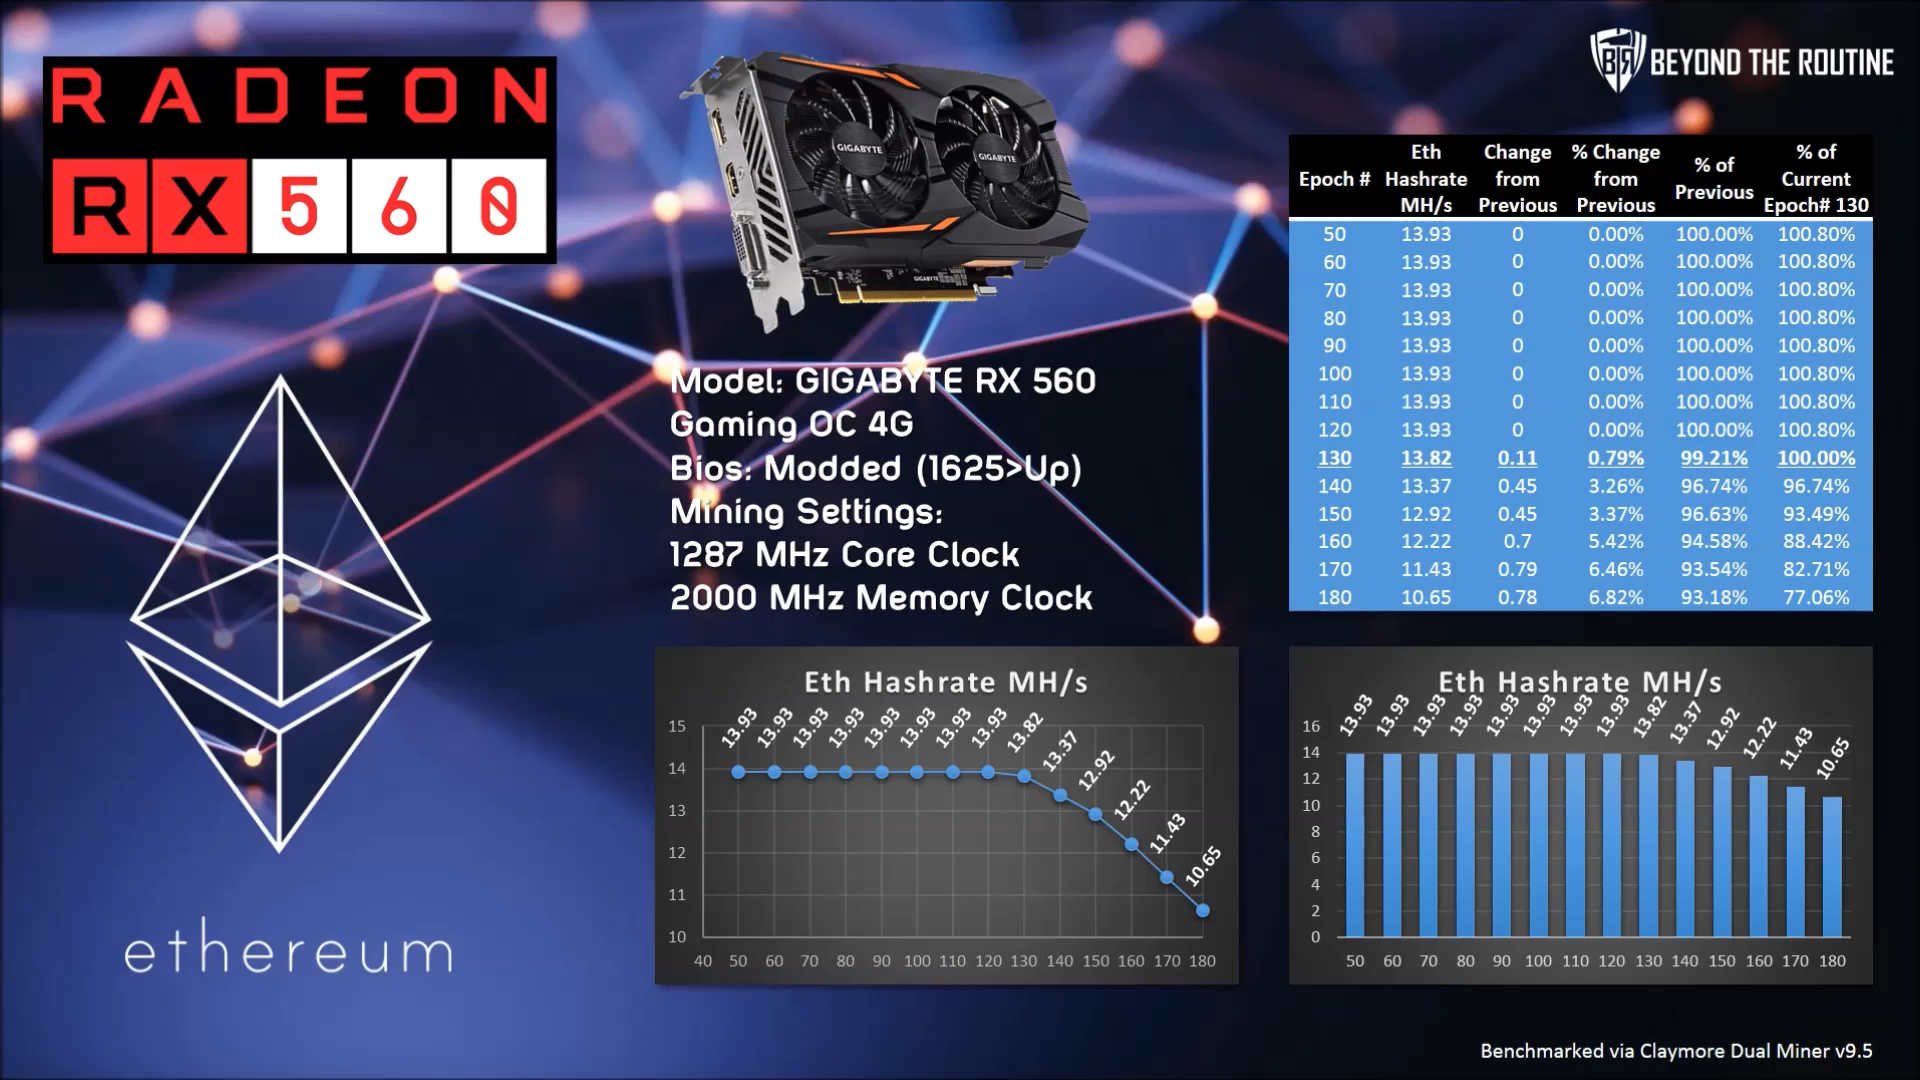 RADEON
RX 560
GIGABYTE
GIGABYTE
GIGABYTE
BTR BEYOND THE ROUTINE
Model: GIGABYTE RX 560
Gaming OC 4G
Bios: Modded (1625>Up)
Mining Settings:
1287 MHz Core Clock
2000 MHz Memory Clock
ethereum
Epoch # Eth Hashrate MH/s Change from Previous % Change from Previous % of Previous % of Current Epoch# 130
50 13.93 0 0.00% 100.00% 100.80%
60 13.93 0 0.00% 100.00% 100.80%
70 13.93 0 0.00% 100.00% 100.80%
80 13.93 0 0.00% 100.00% 100.80%
90 13.93 0 0.00% 100.00% 100.80%
100 13.93 0 0.00% 100.00% 100.80%
110 13.93 0 0.00% 100.00% 100.80%
120 13.93 0 0.00% 100.00% 100.80%
130 13.82 0.11 0.79% 99.21% 100.00%
140 13.37 0.45 3.26% 96.74% 96.74%
150 12.92 0.45 3.37% 96.63% 93.49%
160 12.22 0.7 5.42% 94.58% 88.42%
170 11.43 0.79 6.46% 93.54% 82.71%
180 10.65 0.78 6.82% 93.18% 77.06%
Eth Hashrate MH/s
13.93 13.93 13.93 13.93 13.93 13.93 13.93 13.93 13.82 13.37 12.92 12.22 11.43 10.65
15
14
13
12
11
10
40 50 60 70 80 90 100 110 120 130 140 150 160 170 180
Eth Hashrate MH/s
13.93 13.93 13.93 13.93 13.93 13.93 13.93 13.93 13.82 13.37 12.92 12.22 11.43 10.65
16
14
12
10
8
6
4
2
0
50 60 70 80 90 100 110 120 130 140 150 160 170 180
Benchmarked via Claymore Dual Miner v9.5